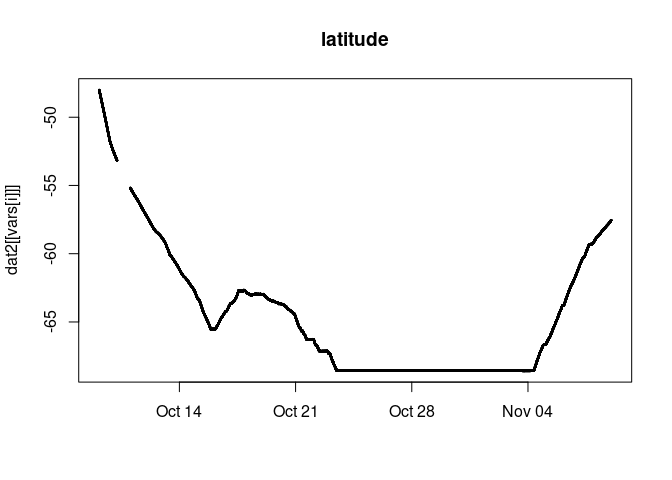 latitude
dat2[[vars[i]]]
-50
-55
-60
-65
Oct 14
Oct 21
Oct 28
Nov 04